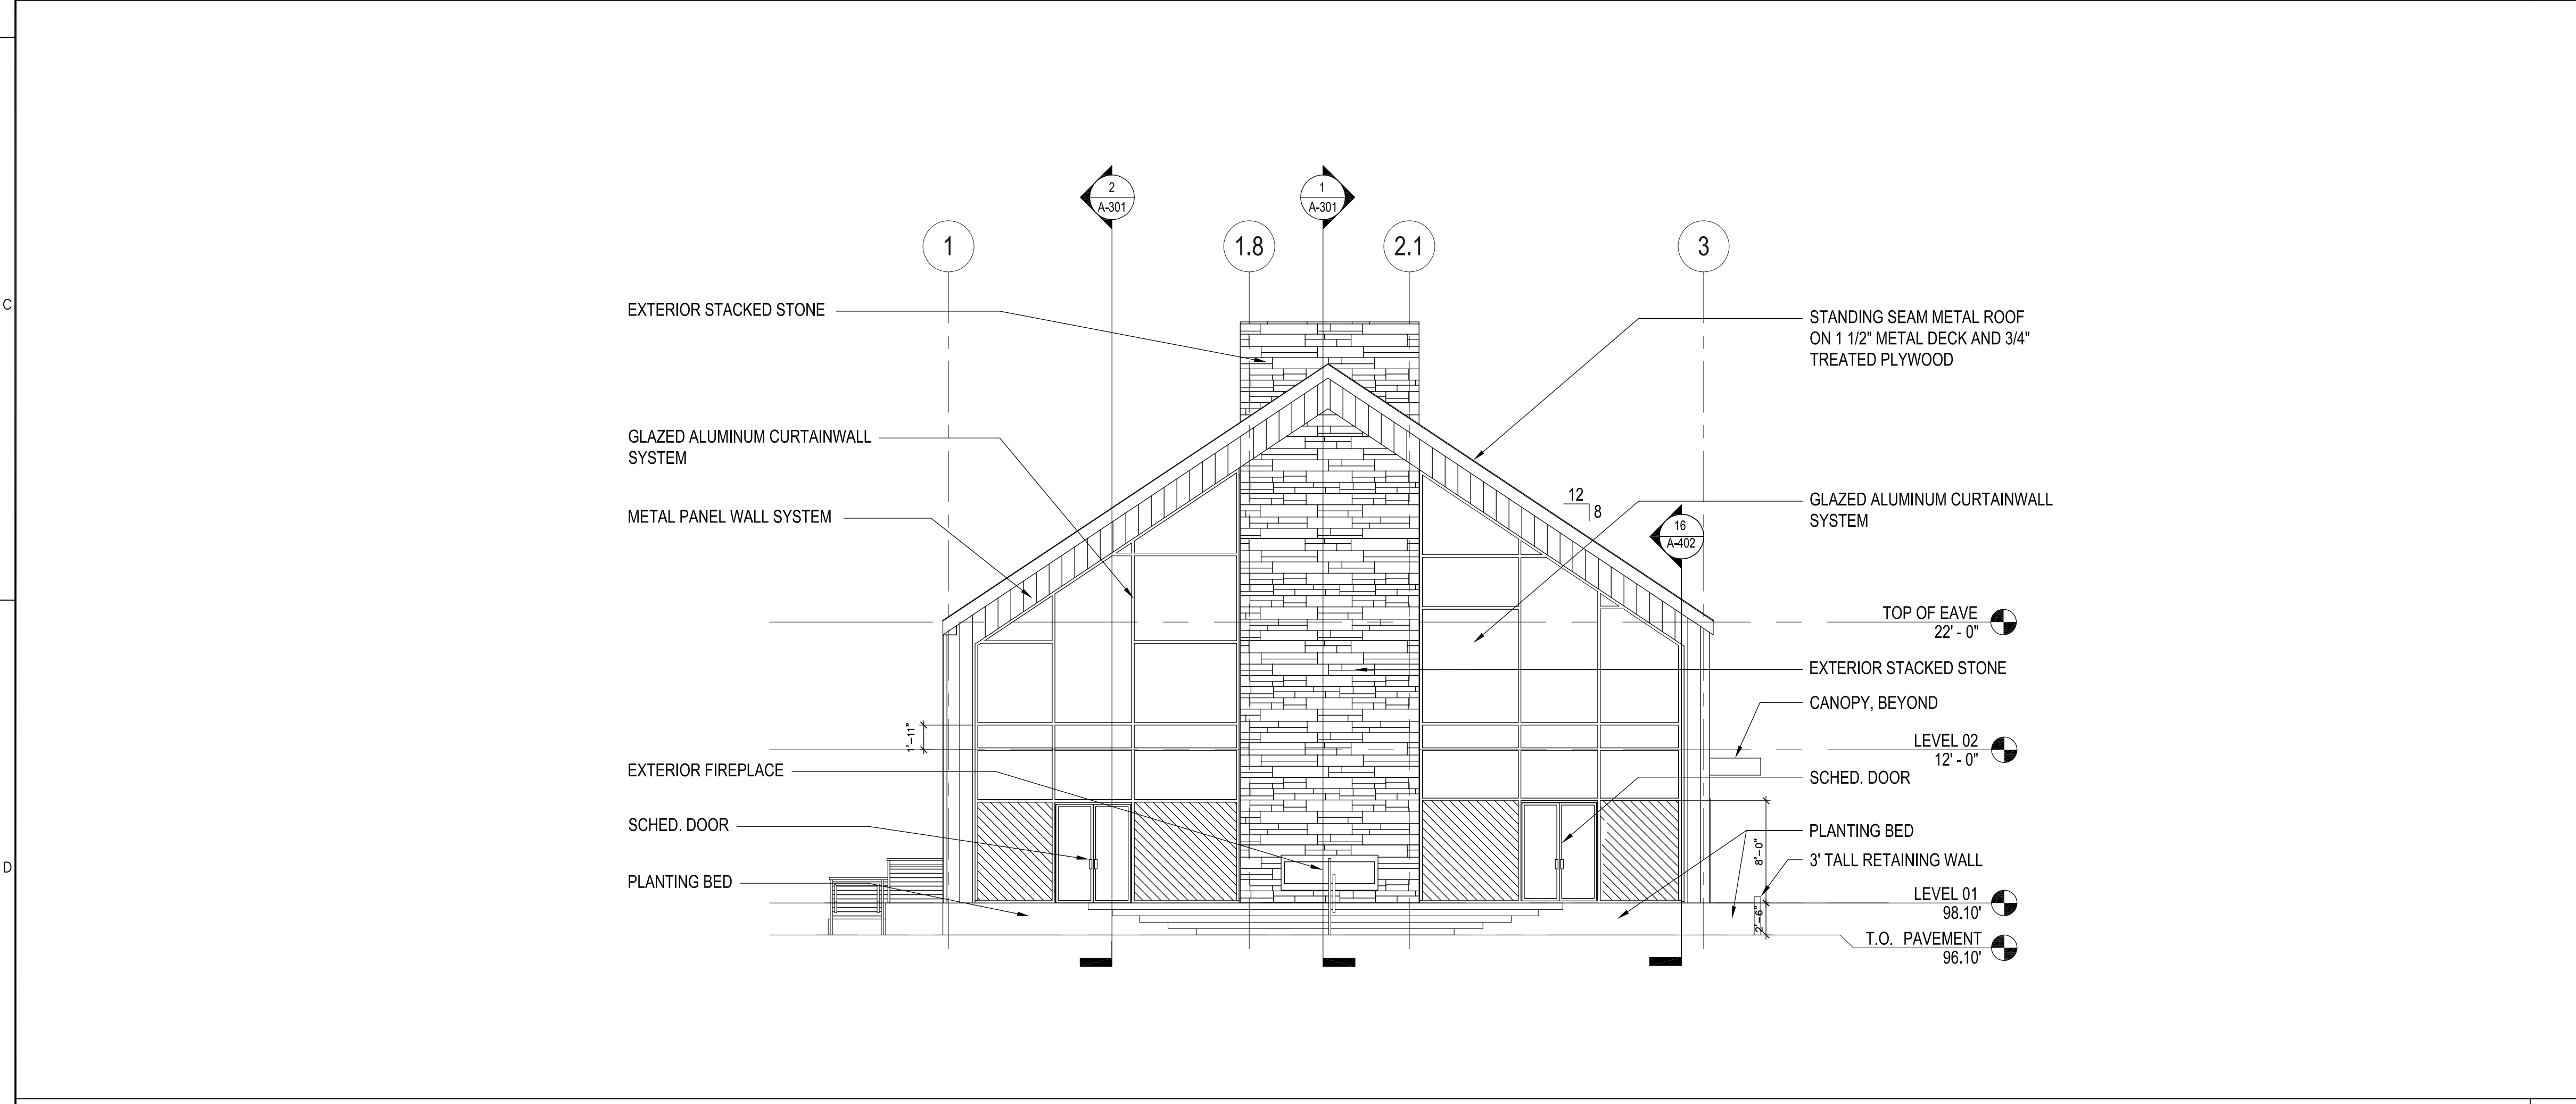 2
A-301
1
A-301
1
1.8
2.1
3
C
EXTERIOR STACKED STONE
STANDING SEAM METAL ROOF
ON 1 1/2" METAL DECK AND 3/4"
TREATED PLYWOOD
GLAZED ALUMINUM CURTAINWALL
SYSTEM
METAL PANEL WALL SYSTEM
12
8
GLAZED ALUMINUM CURTAINWALL
SYSTEM
16
A-402
TOP OF EAVE
22' - 0"
EXTERIOR STACKED STONE
CANOPY, BEYOND
1'-11"
LEVEL 02
12' - 0"
EXTERIOR FIREPLACE
SCHED. DOOR
SCHED. DOOR
PLANTING BED
8'-0"
3' TALL RETAINING WALL
D
PLANTING BED
LEVEL 01
98.10'
2'-6"
T.O. PAVEMENT
96.10'